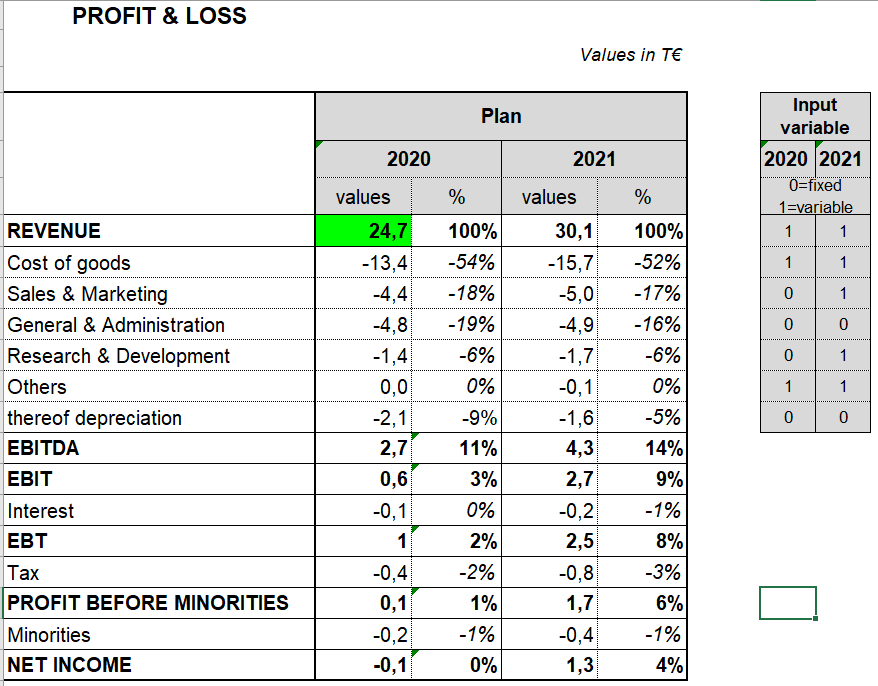 PROFIT & LOSS
Values in T€
Plan
Input variable
2020 2021 2020 2021
values % values % 0=fixed
1=variable
REVENUE 24,7 100% 30,1 100% 1 1
Cost of goods -13,4 -54% -15,7 -52% 1 1
Sales & Marketing -4,4 -18% -5,0 -17% 0 1
General & Administration -4,8 -19% -4,9 -16% 0 0
Research & Development -1,4 -6% -1,7 -6% 0 1
Others 0,0 0% -0,1 0% 1 1
thereof depreciation -2,1 -9% -1,6 -5% 0 0
EBITDA 2,7 11% 4,3 14%
EBIT 0,6 3% 2,7 9%
Interest -0,1 0% -0,2 -1%
EBT 1 2% 2,5 8%
Tax -0,4 -2% -0,8 -3%
PROFIT BEFORE MINORITIES 0,1 1% 1,7 6%
Minorities -0,2 -1% -0,4 -1%
NET INCOME -0,1 0% 1,3 4%